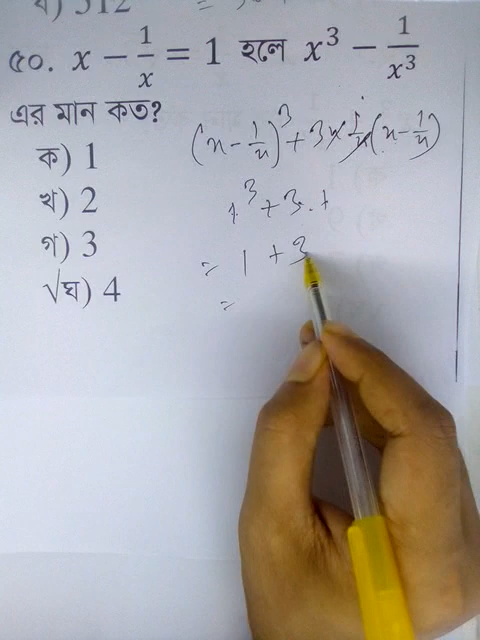 ৫০. x − 1/x = 1 হলে x³ − 1/x³
এর মান কত?
ক) 1
খ) 2
গ) 3
√ঘ) 4
(x − 1/x)³ + 3x·1/x(x − 1/x)
1³ + 3·1
= 1 + 3
=